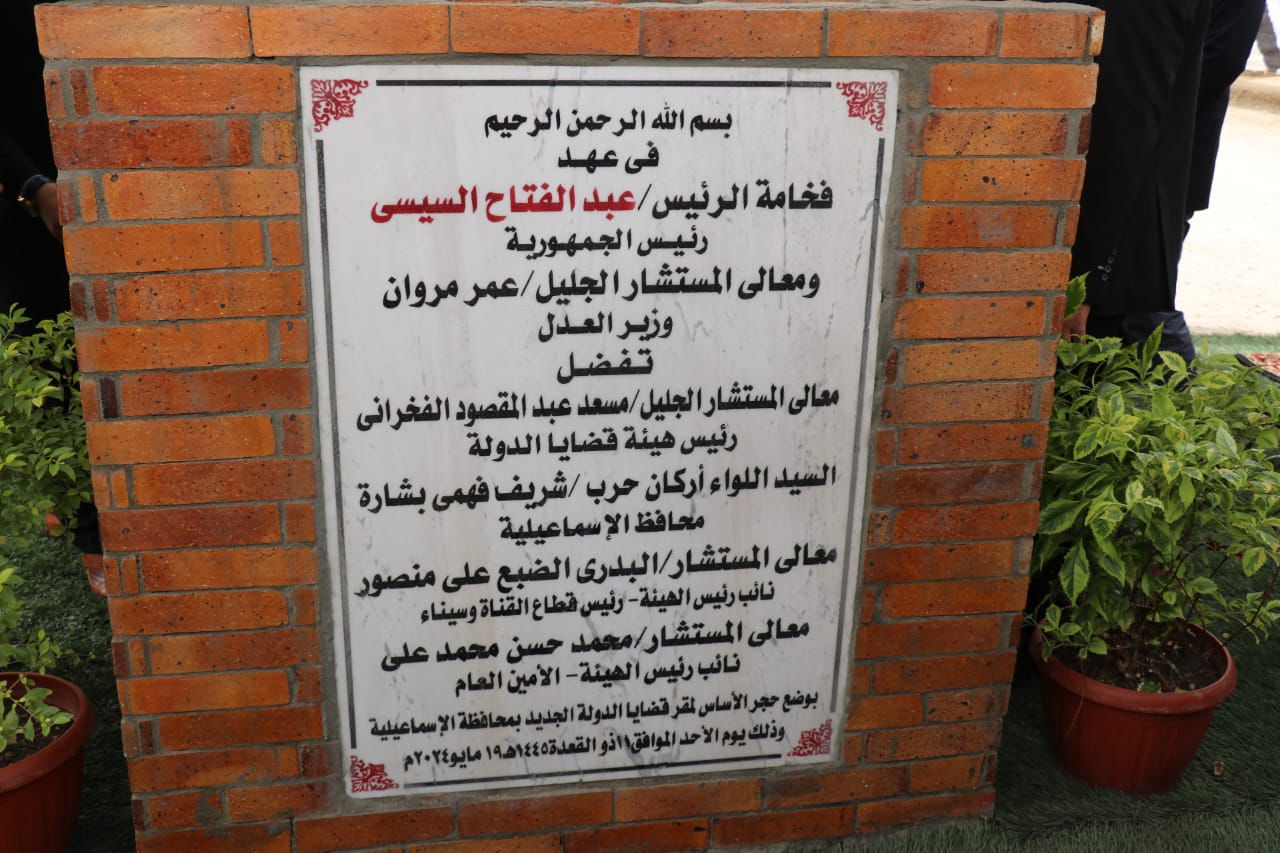 بسم الله الرحمن الرحيم
فى عهد
فخامة الرئيس/عبد الفتاح السيسى
رئيس الجمهورية
ومعالى المستشار الجليل/عمر مروان
وزير العدل
تفضل
معالى المستشار الجليل/مسعد عبد المقصود الفخرانى
رئيس هيئة قضايا الدولة
السيد اللواء أركان حرب /شريف فهمى بشارة
محافظ الإسماعيلية
معالى المستشار/البدرى الضبع على منصور
نائب رئيس الهيئة- رئيس قطاع القناة وسيناء
معالى المستشار/محمد حسن محمد على
نائب رئيس الهيئة- الأمين العام
بوضع حجر الأساس لمقر قضايا الدولة الجديد بمحافظة الإسماعيلية
وذلك يوم الأحد الموافق١١ذو القعدة١٤٤٥هـ١٩ مايو٢٠٢٤م